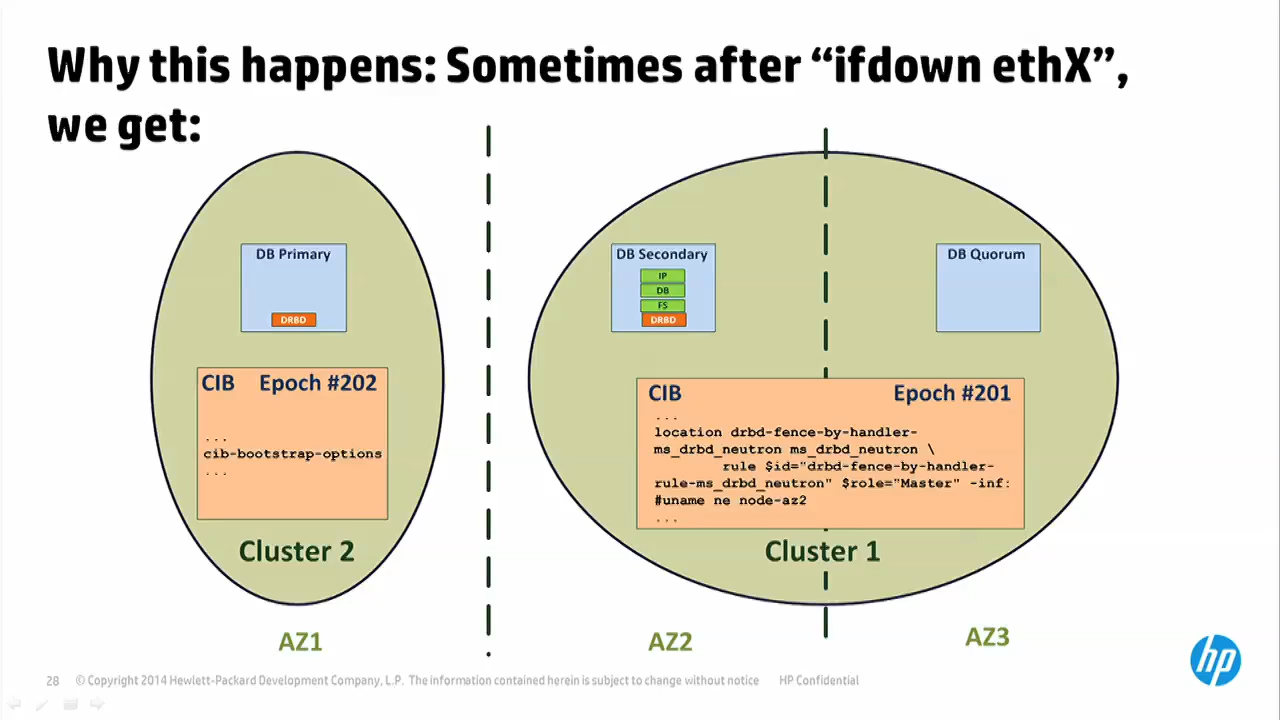 Why this happens: Sometimes after “ifdown ethX”,
we get:
DB Primary
DRBD
CIB Epoch #202
...
cib-bootstrap-options
...
Cluster 2
AZ1
DB Secondary
IP
DB
FS
DRBD
DB Quorum
CIB Epoch #201
...
location drbd-fence-by-handler-
ms_drbd_neutron ms_drbd_neutron \
rule $id="drbd-fence-by-handler-
rule-ms_drbd_neutron" $role="Master" -inf:
#uname ne node-az2
...
Cluster 1
AZ2
AZ3
hp
28 © Copyright 2014 Hewlett-Packard Development Company, L.P. The information contained herein is subject to change without notice HP Confidential